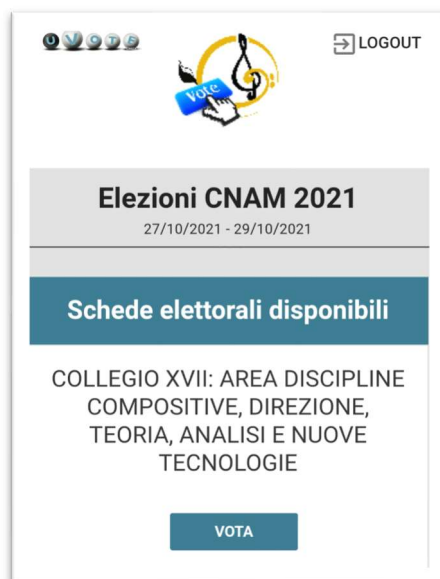 UVOTE
LOGOUT
Vote
Elezioni CNAM 2021
27/10/2021 - 29/10/2021
Schede elettorali disponibili
COLLEGIO XVII: AREA DISCIPLINE
COMPOSITIVE, DIREZIONE,
TEORIA, ANALISI E NUOVE
TECNOLOGIE
VOTA